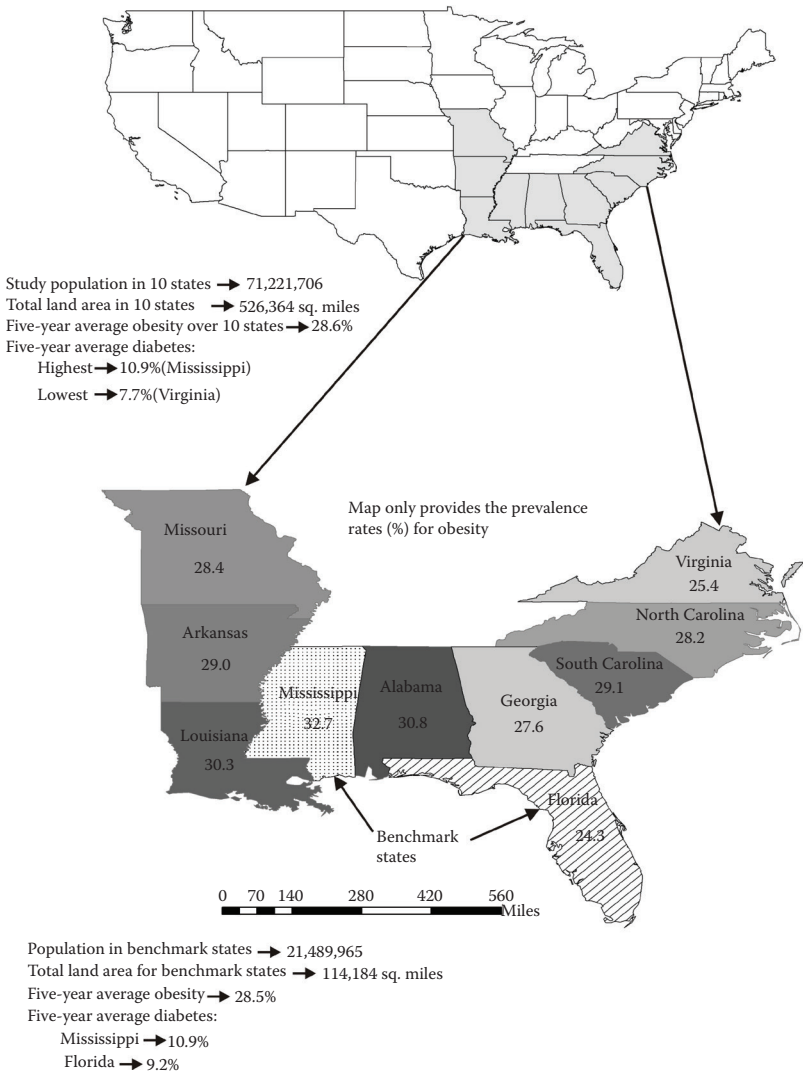 Study population in 10 states → 71,221,706
Total land area in 10 states → 526,364 sq. miles
Five-year average obesity over 10 states → 28.6%
Five-year average diabetes:
Highest → 10.9%(Mississippi)
Lowest → 7.7%(Virginia)
Map only provides the prevalence
rates (%) for obesity
Missouri
28.4
Virginia
25.4
Arkansas
29.0
North Carolina
28.2
South Carolina
29.1
Mississippi
32.7
Alabama
30.8
Georgia
27.6
Louisiana
30.3
Florida
24.3
Benchmark
states
0 70 140 280 420 560
Miles
Population in benchmark states → 21,489,965
Total land area for benchmark states → 114,184 sq. miles
Five-year average obesity → 28.5%
Five-year average diabetes:
Mississippi → 10.9%
Florida → 9.2%